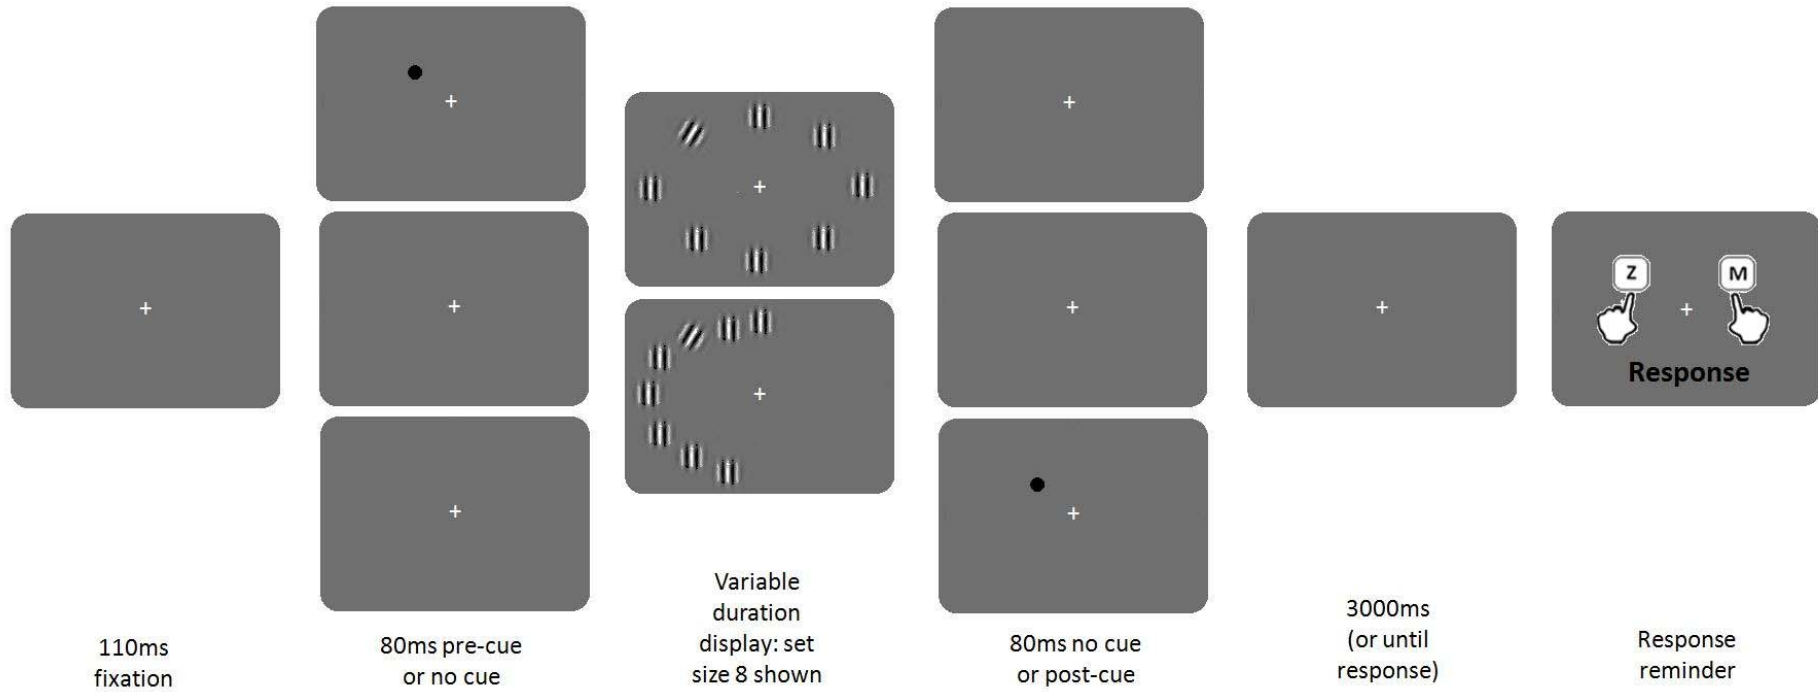 Z
M
Response
110ms
fixation
80ms pre-cue
or no cue
Variable
duration
display: set
size 8 shown
80ms no cue
or post-cue
3000ms
(or until
response)
Response
reminder